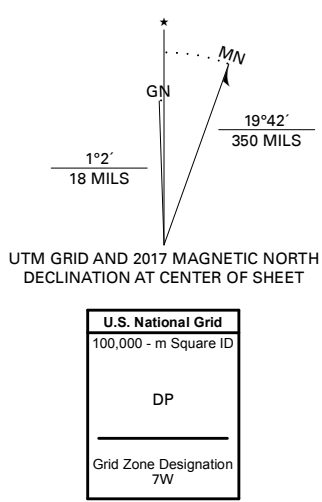 ★
MN
GN
19°42´
350 MILS
1°2´
18 MILS
UTM GRID AND 2017 MAGNETIC NORTH
DECLINATION AT CENTER OF SHEET
U.S. National Grid
100,000 - m Square ID
DP
Grid Zone Designation
7W